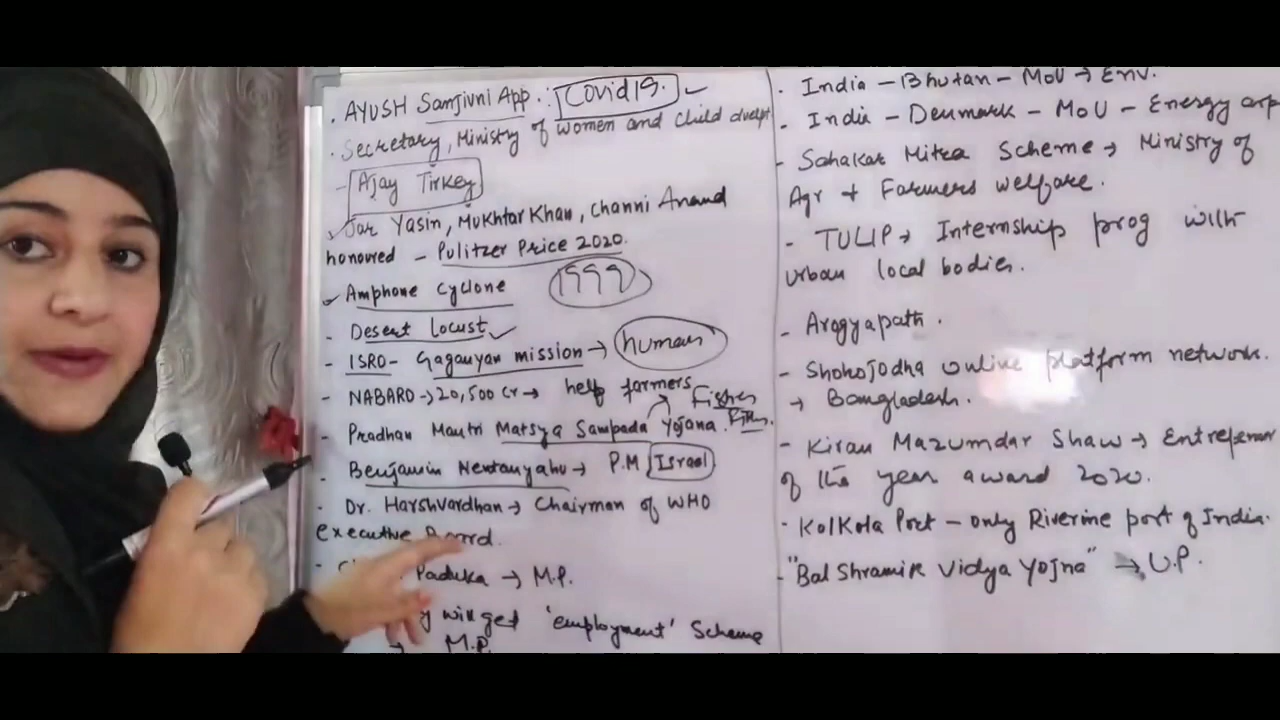 . AYUSH Sanjivni App. . Covid19.
. Secretary, Ministry of women and child dvelpt
- Ajay Tirkey
Dar Yasin, Mukhtar Khan, Channi Anand
honoured - Pulitzer Price 2020.
Amphone Cyclone 1999
. Desert Locust
- ISRO - Gaganyan mission → human
. NABARD → 20,500 cr → help farmers
Fishes
. Pradhan Mantri Matsya Sampada Yojana.
. Benjamin Nentanyahu → P.M Israel
. Dr. Harshvardhan → Chairman of WHO
executive Board.
Paduka → M.P.
will get 'employment' Scheme
→ M.P.
. India - Bhutan - MoU → Env.
- India - Denmark - MoU - Energy
- Sahakar Mitra Scheme → Ministry of
Agr + Farmers welfare.
- TULIP → Internship prog with
urban local bodies.
- Arogyapath.
- Shohojodha online platform network.
→ Bangladesh.
- Kiran Mazumdar Shaw →
of the year award 2020.
. Kolkola Port - only Riverine port of India.
- "Bal Shramik Vidya Yojna" → U.P.